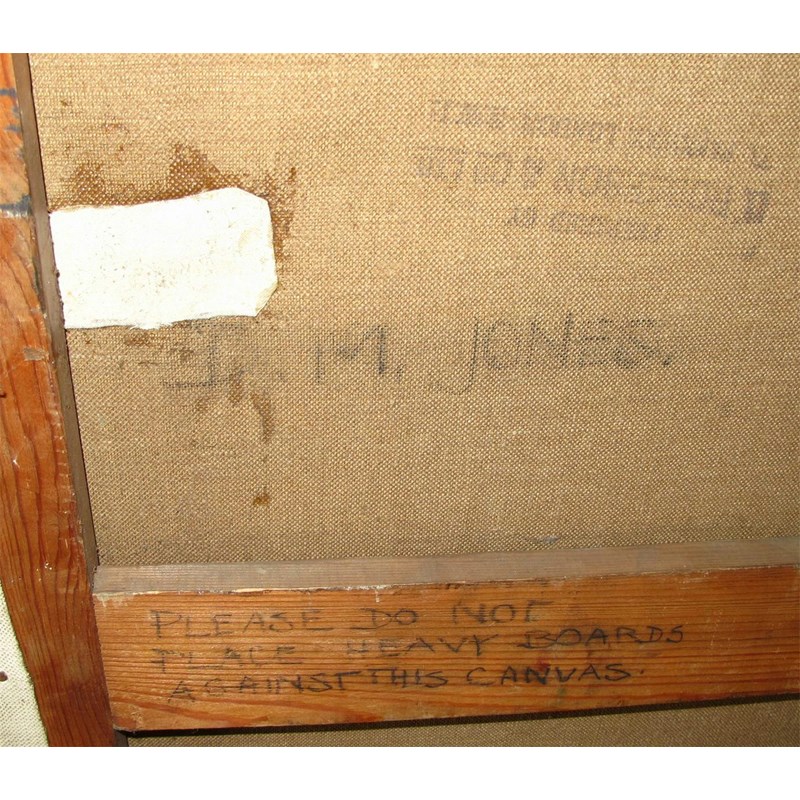 J. M. JONES.
PLEASE DO NOT
PLACE HEAVY BOARDS
AGAINST THIS CANVAS.